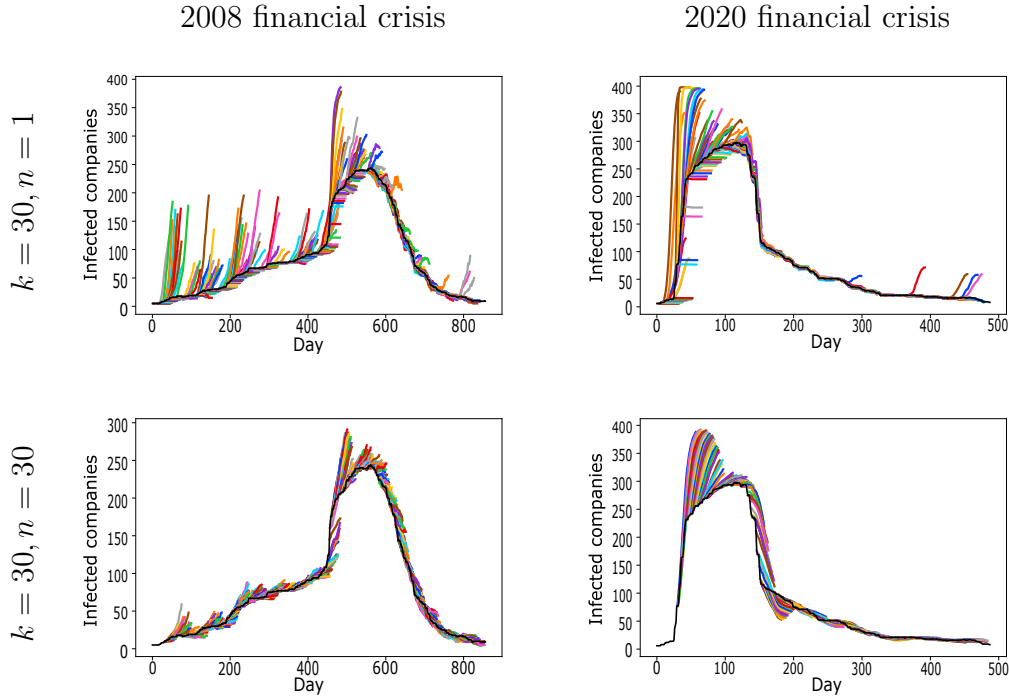 2008 financial crisis
2020 financial crisis
k = 30, n = 1
Infected companies
400
350
300
250
200
150
100
50
0
0 200 400 600 800
Day
Infected companies
400
350
300
250
200
150
100
50
0
0 100 200 300 400 500
Day
k = 30, n = 30
Infected companies
300
250
200
150
100
50
0
0 200 400 600 800
Day
Infected companies
400
350
300
250
200
150
100
50
0
0 100 200 300 400 500
Day